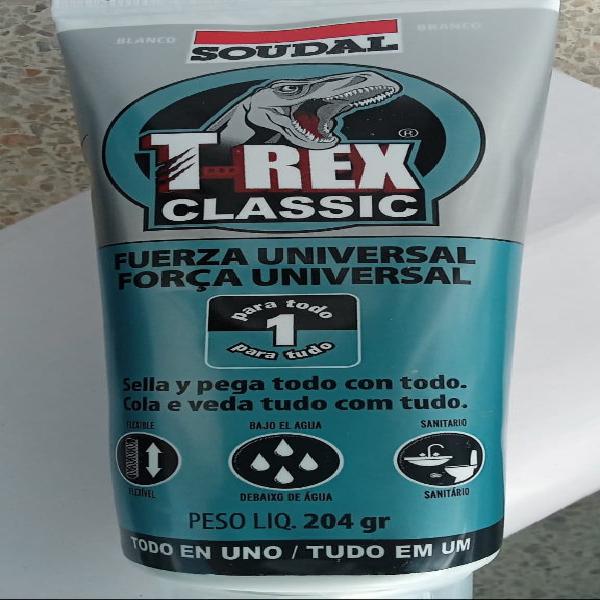 BLANCO
BRANCO
SOUDAL
T-REX ®
CLASSIC
FUERZA UNIVERSAL
FORÇA UNIVERSAL
para todo
1
para tudo
Sella y pega todo con todo.
Cola e veda tudo com tudo.
FLEXIBLE BAJO EL AGUA SANITARIO
FLEXÍVEL DEBAIXO DE ÁGUA SANITÁRIO
PESO LIQ. 204 gr
TODO EN UNO / TUDO EM UM